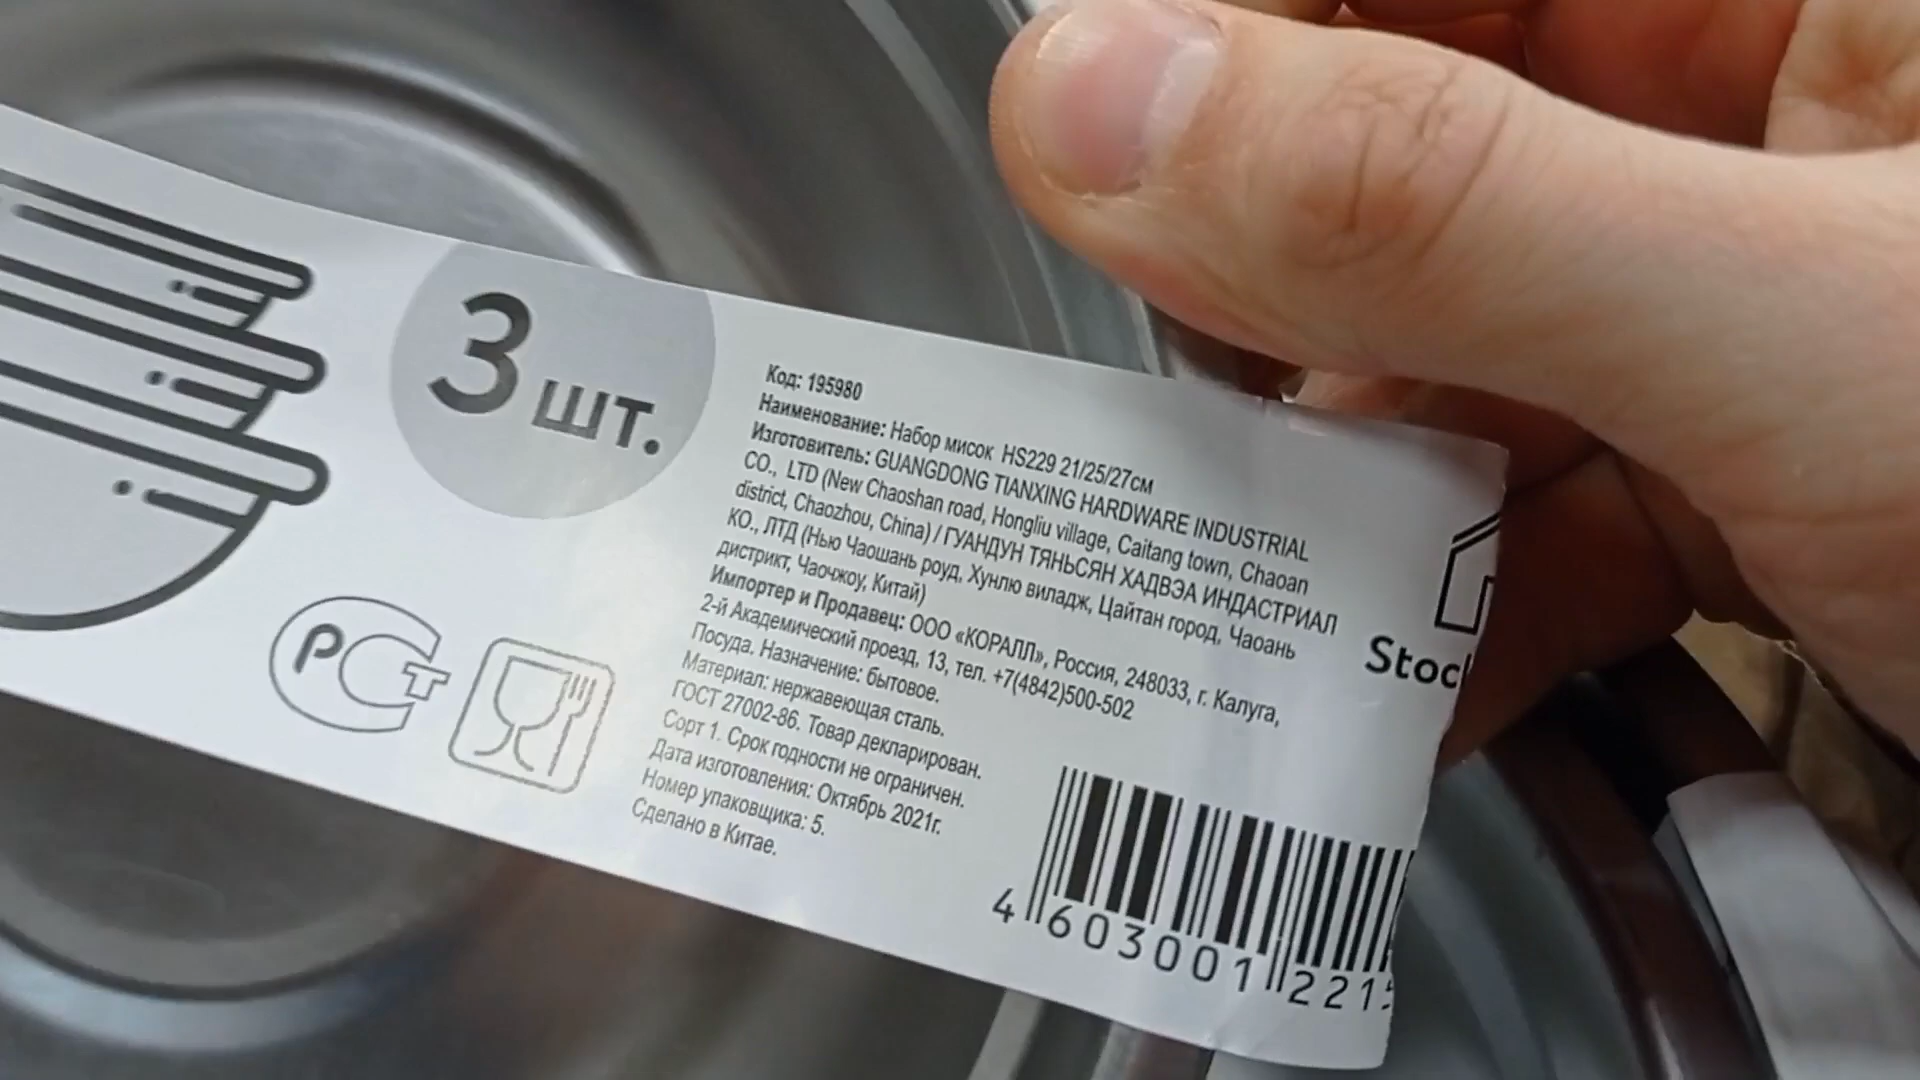 3 шт.
Код: 195980
Наименование: Набор мисок HS229 21/25/27см
Изготовитель: GUANGDONG TIANXING HARDWARE INDUSTRIAL
CO., LTD (New Chaoshan road, Hongliu village, Caitang town, Chaoan
district, Chaozhou, China) / ГУАНДУН ТЯНЬСЯН ХАДВЭА ИНДАСТРИАЛ
КО., ЛТД (Нью Чаошань роуд, Хунлю виладж, Цайтан город, Чаоань
дистрикт, Чаочжоу, Китай)
Импортер и Продавец: ООО «КОРАЛЛ», Россия, 248033, г. Калуга,
2-й Академический проезд, 13, тел. +7(4842)500-502
Посуда. Назначение: бытовое.
Материал: нержавеющая сталь.
ГОСТ 27002-86. Товар декларирован.
Сорт 1. Срок годности не ограничен.
Дата изготовления: Октябрь 2021г.
Номер упаковщика: 5.
Сделано в Китае.
РСТ
Stoc
4 603001 221